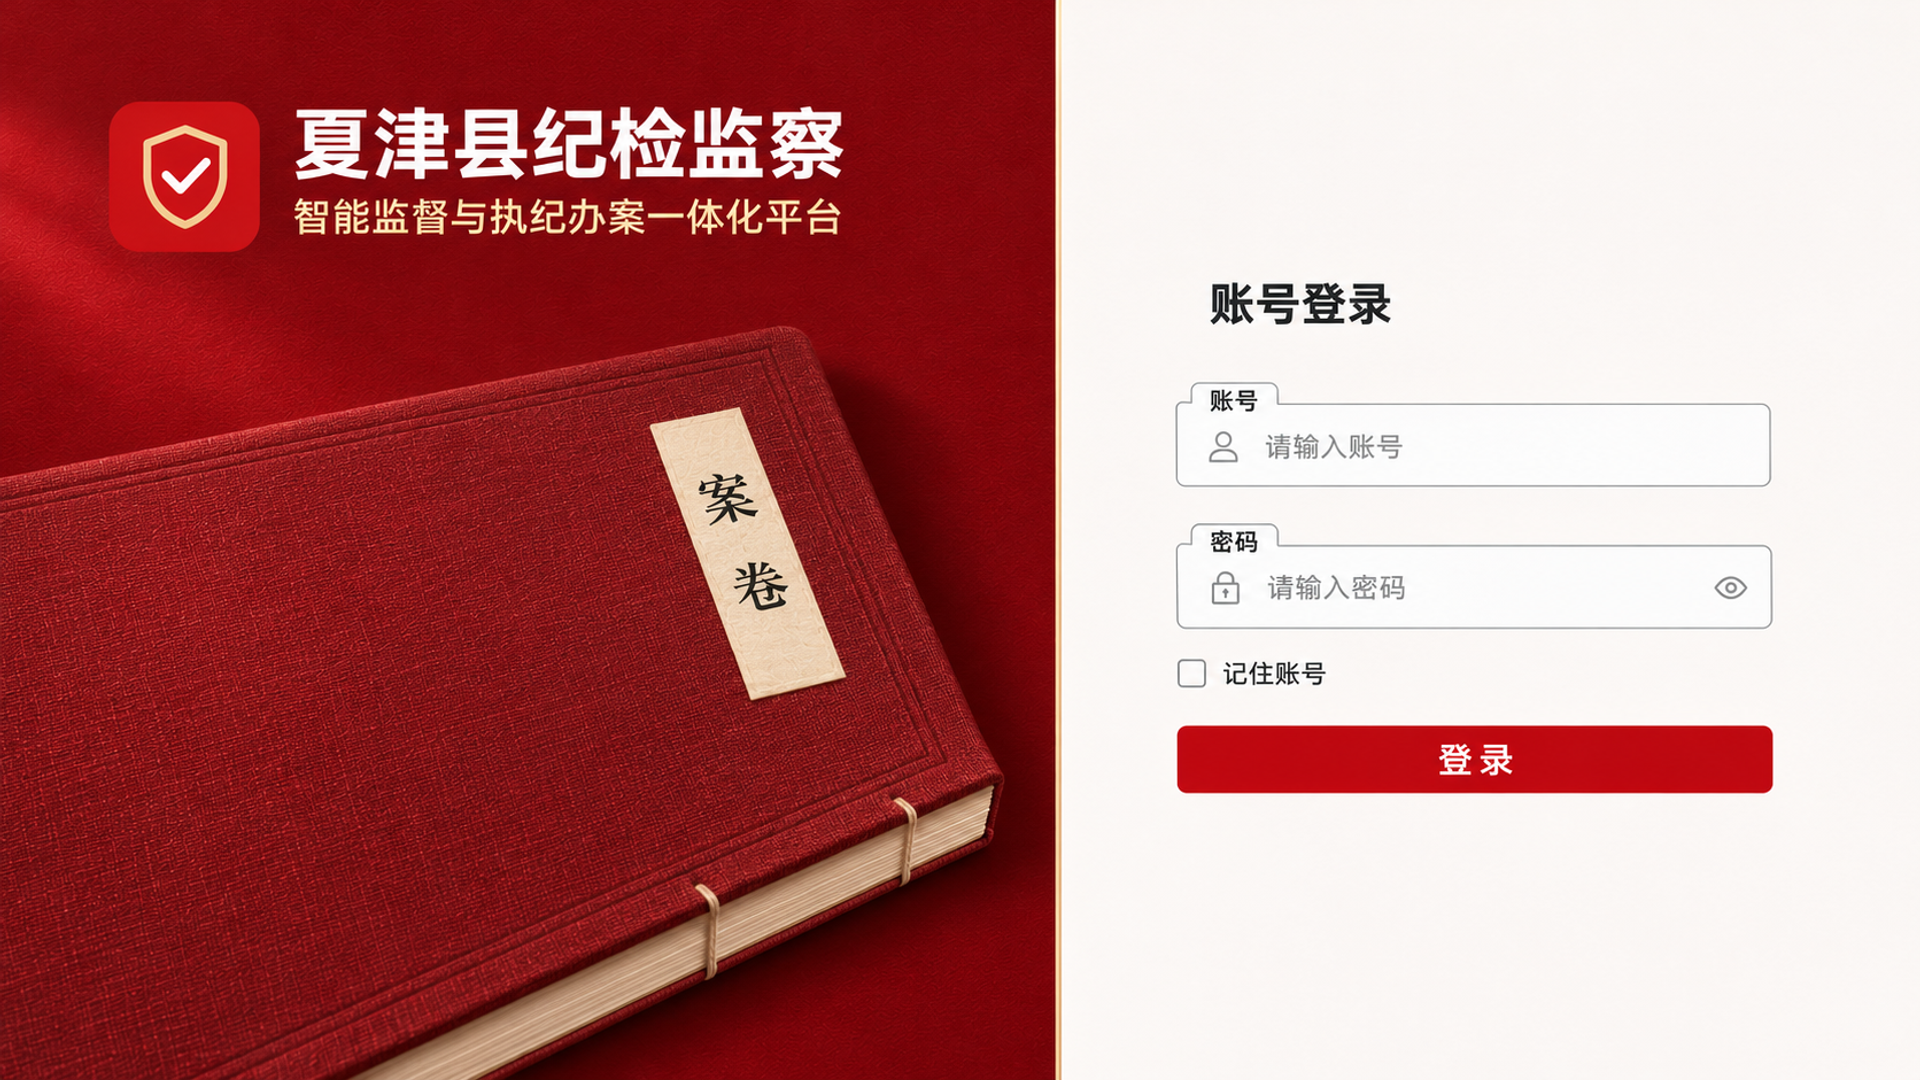 夏津县纪检监察
智能监督与执纪办案一体化平台
案卷
账号登录
账号
请输入账号
密码
请输入密码
记住账号
登录